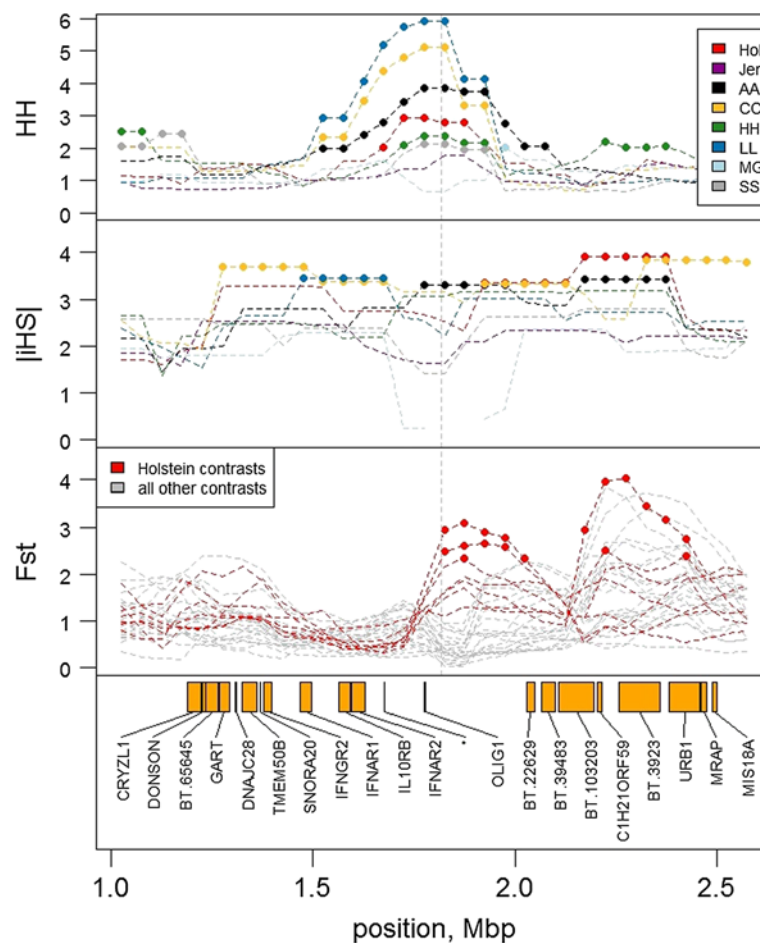 HH
6
5
4
3
2
1
0
Hol
Jer
AA
CC
HH
LL
MG
SS
|iHS|
4
3
2
1
0
Fst
4
3
2
1
0
Holstein contrasts
all other contrasts
CRYZL1
DONSON
BT.65645
GART
DNAJC28
TMEM50B
SNORA20
IFNGR2
IFNAR1
IL10RB
IFNAR2
.
OLIG1
BT.22629
BT.39483
BT.103203
C1H21ORF59
BT.3923
URB1
MRAP
MIS18A
1.0 1.5 2.0 2.5
position, Mbp